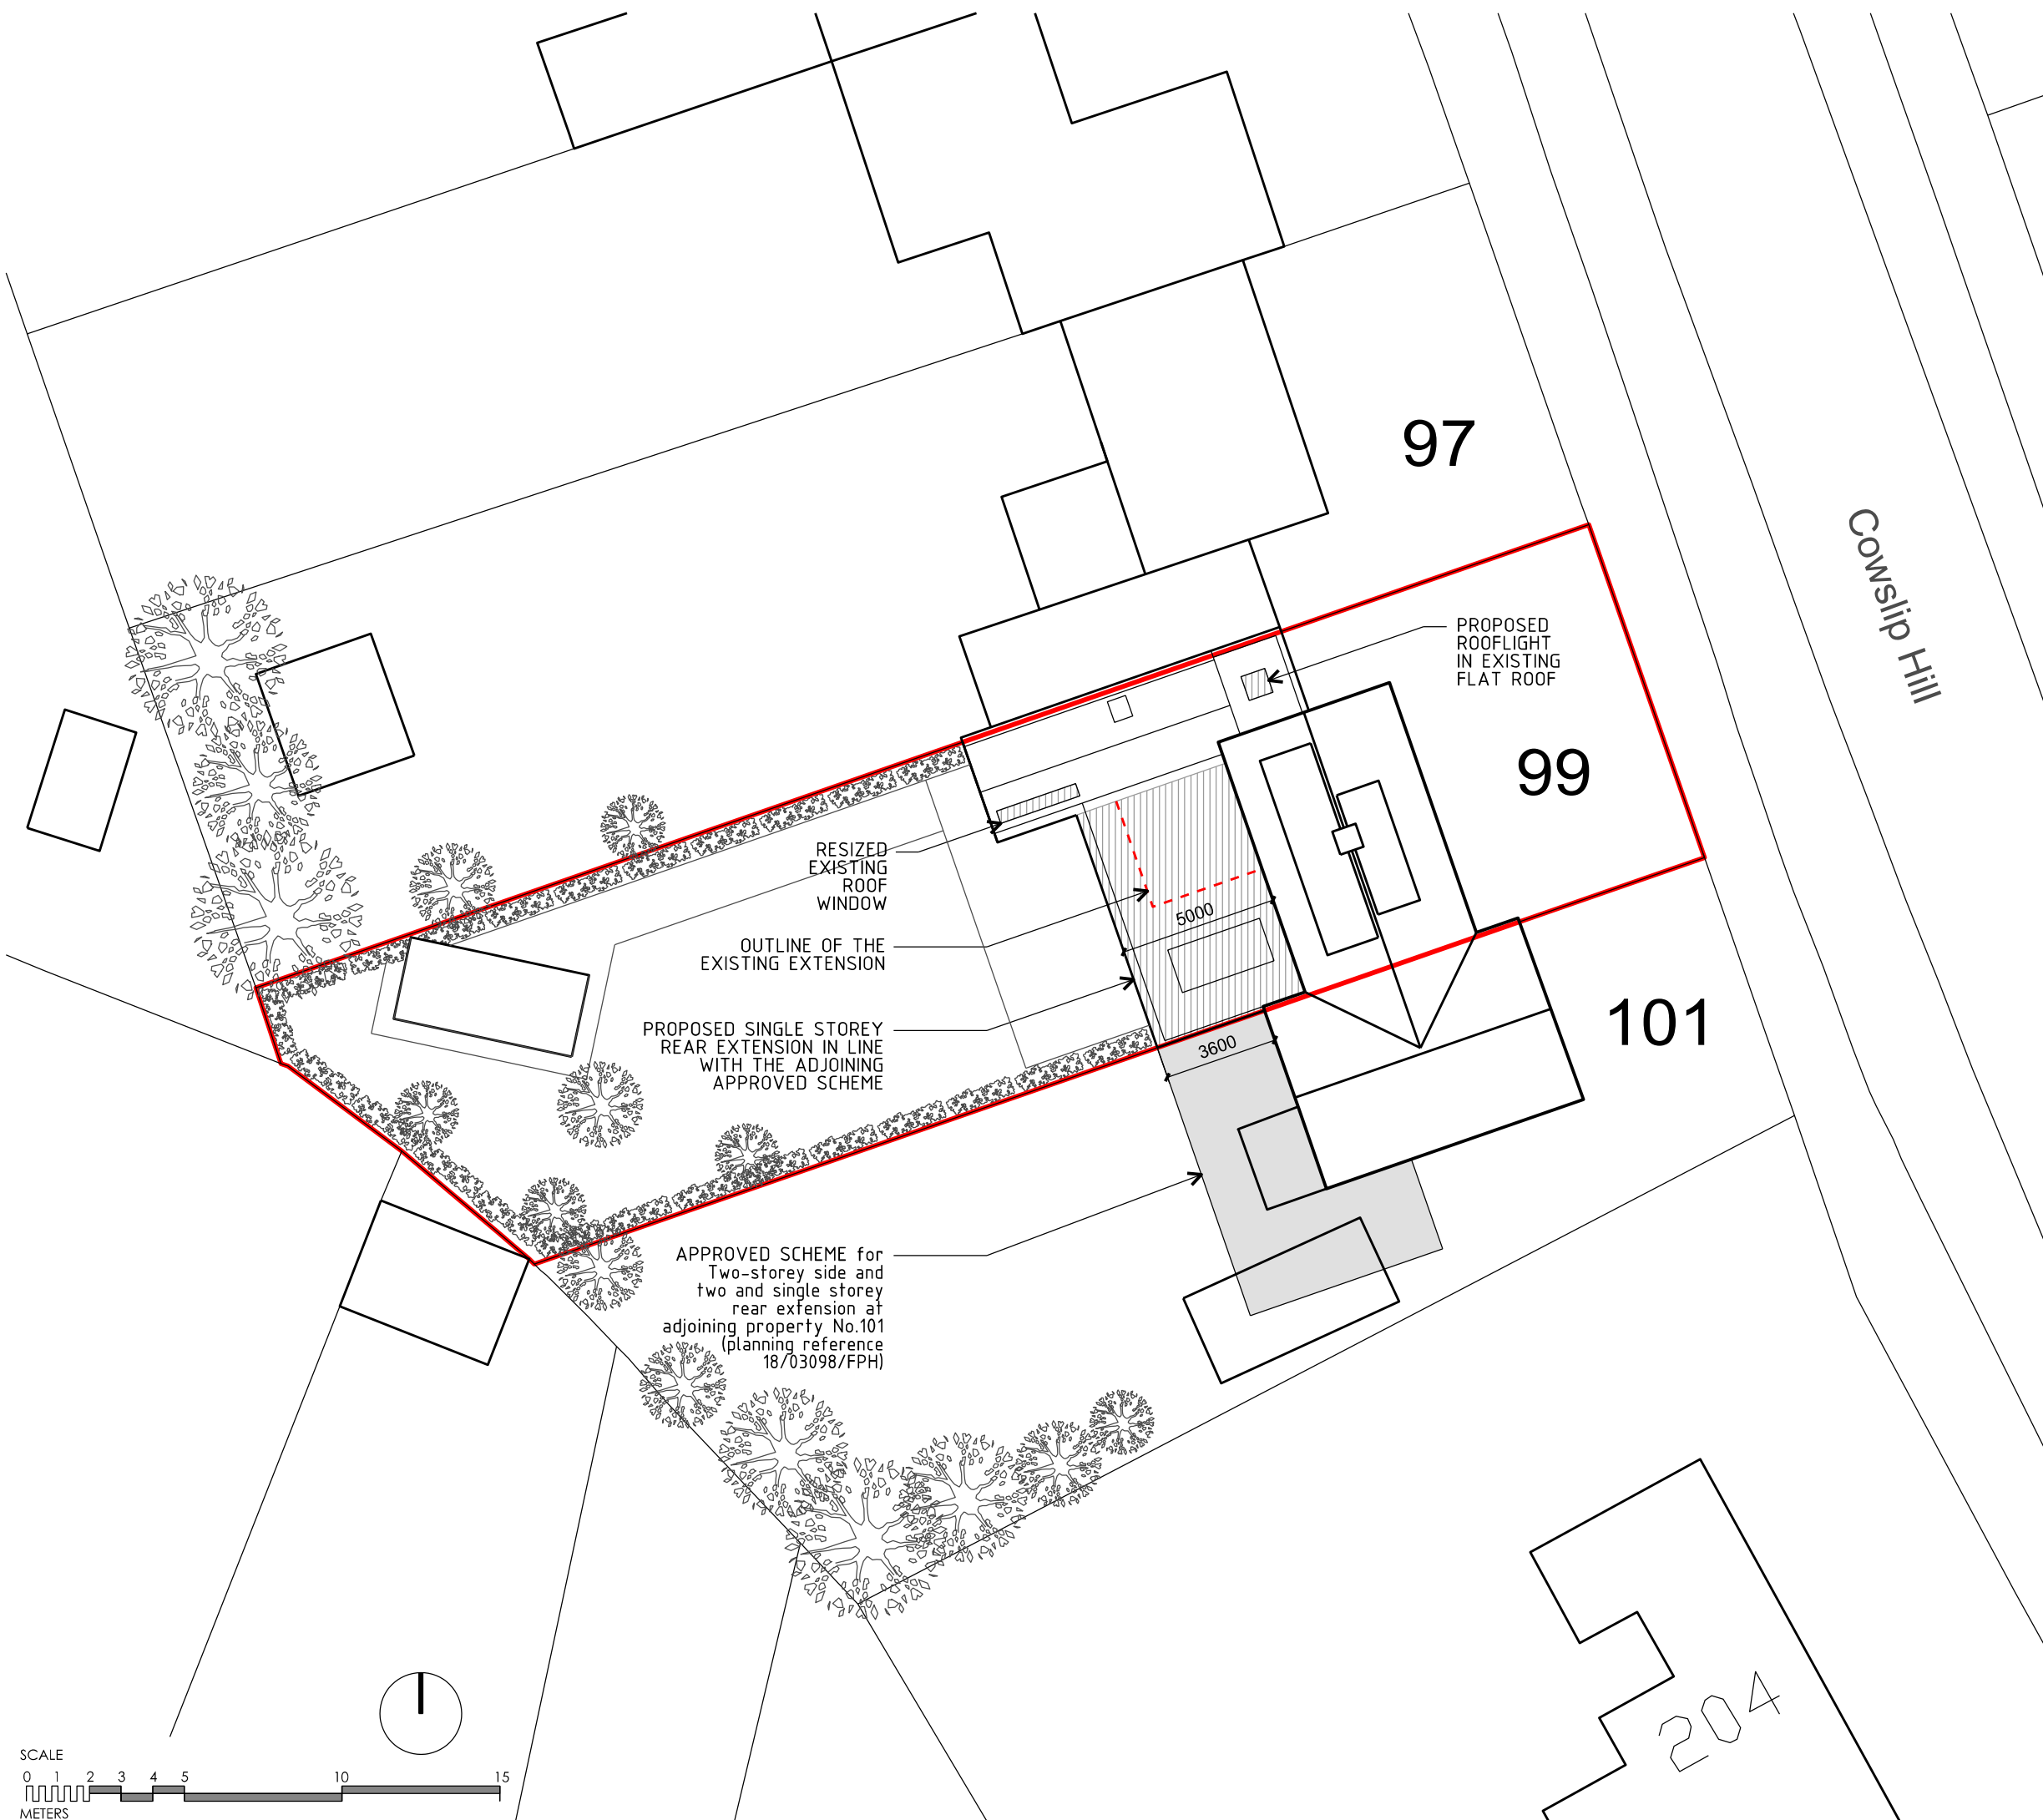 97
Cowslip Hill
PROPOSED
ROOFLIGHT
IN EXISTING
FLAT ROOF
99
RESIZED
EXISTING
ROOF
WINDOW
5000
OUTLINE OF THE
EXISTING EXTENSION
101
PROPOSED SINGLE STOREY
REAR EXTENSION IN LINE
WITH THE ADJOINING
APPROVED SCHEME
3600
APPROVED SCHEME for
Two-storey side and
two and single storey
rear extension at
adjoining property No.101
(planning reference
18/03098/FPH)
204
SCALE
0 1 2 3 4 5 10 15
METERS